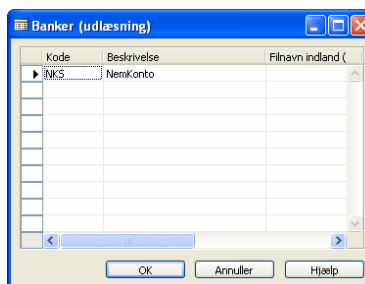 Banker (udlæsning)
Kode Beskrivelse Filnavn indland (
NKS NemKonto
OK Annuller Hjælp